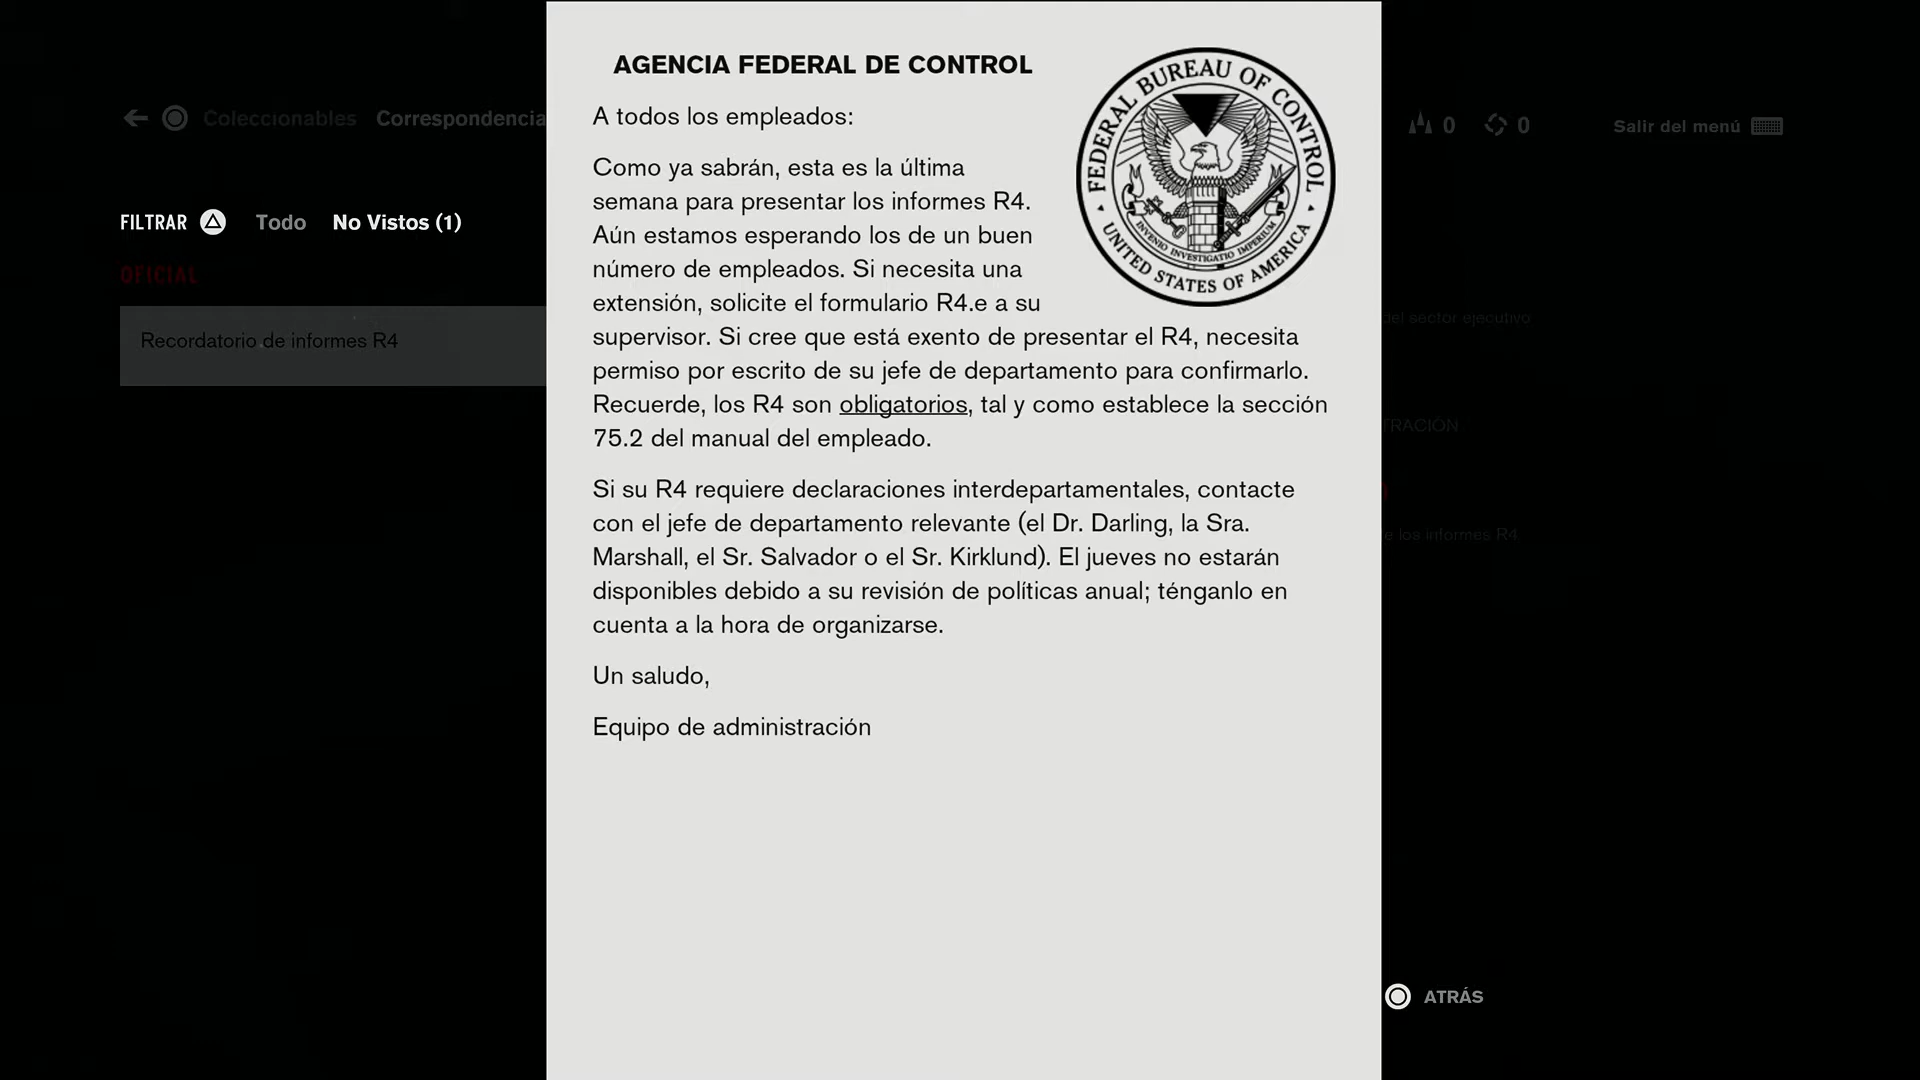 AGENCIA FEDERAL DE CONTROL
FEDERAL BUREAU OF CONTROL
UNITED STATES OF AMERICA
INVENIO INVESTIGATIO IMPERIUM
A todos los empleados:
Como ya sabrán, esta es la última
semana para presentar los informes R4.
Aún estamos esperando los de un buen
número de empleados. Si necesita una
extensión, solicite el formulario R4.e a su
supervisor. Si cree que está exento de presentar el R4, necesita
permiso por escrito de su jefe de departamento para confirmarlo.
Recuerde, los R4 son obligatorios, tal y como establece la sección
75.2 del manual del empleado.
Si su R4 requiere declaraciones interdepartamentales, contacte
con el jefe de departamento relevante (el Dr. Darling, la Sra.
Marshall, el Sr. Salvador o el Sr. Kirklund). El jueves no estarán
disponibles debido a su revisión de políticas anual; ténganlo en
cuenta a la hora de organizarse.
Un saludo,
Equipo de administración
Coleccionables Correspondencia
0 0 Salir del menú
FILTRAR Todo No Vistos (1)
OFICIAL
Recordatorio de informes R4
del sector ejecutivo
los informes R4
ATRÁS